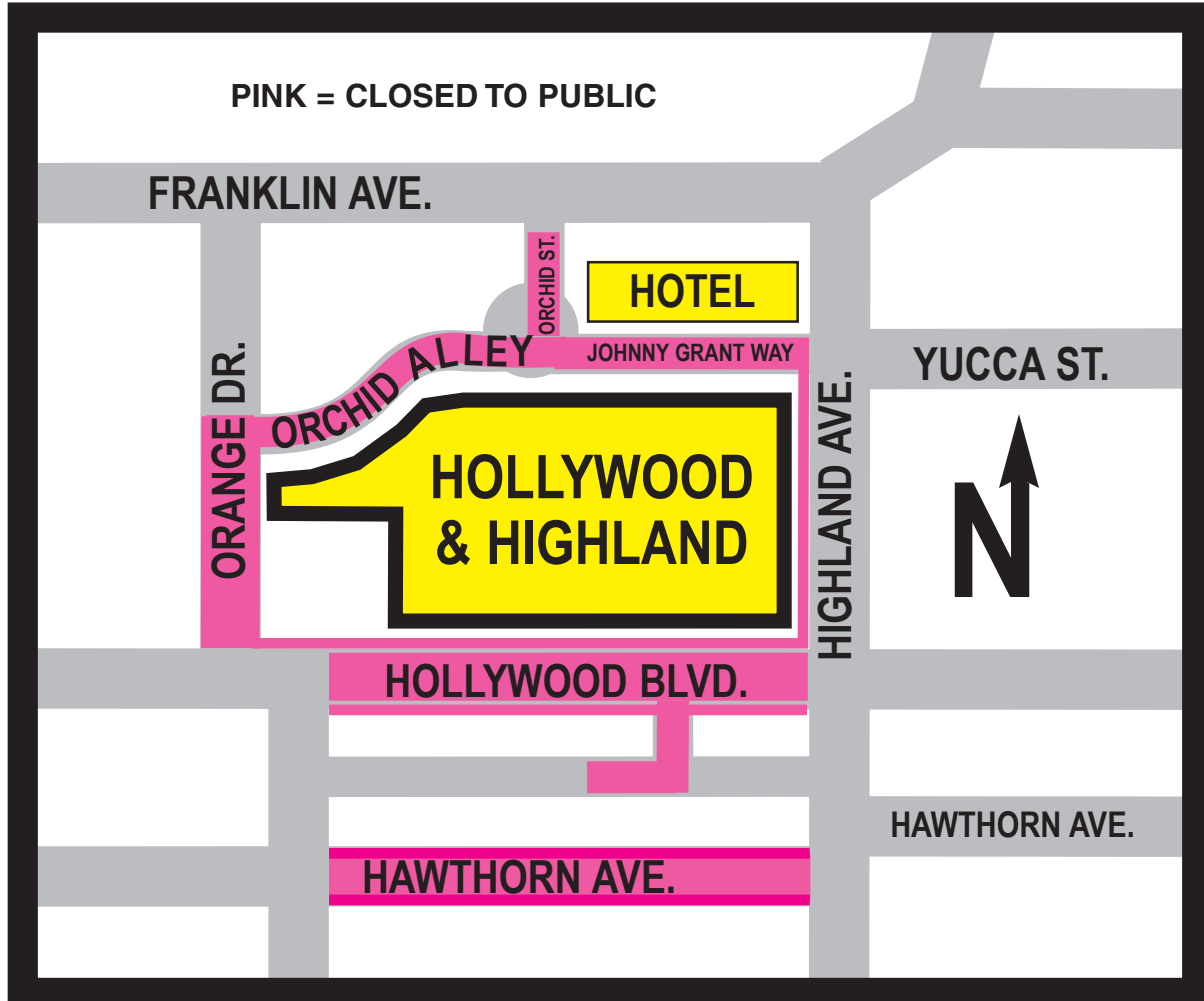 PINK = CLOSED TO PUBLIC
FRANKLIN AVE.
ORCHID ST.
HOTEL
ORCHID ALLEY
JOHNNY GRANT WAY
YUCCA ST.
ORANGE DR.
HIGHLAND AVE.
HOLLYWOOD
& HIGHLAND
N
HOLLYWOOD BLVD.
HAWTHORN AVE.
HAWTHORN AVE.